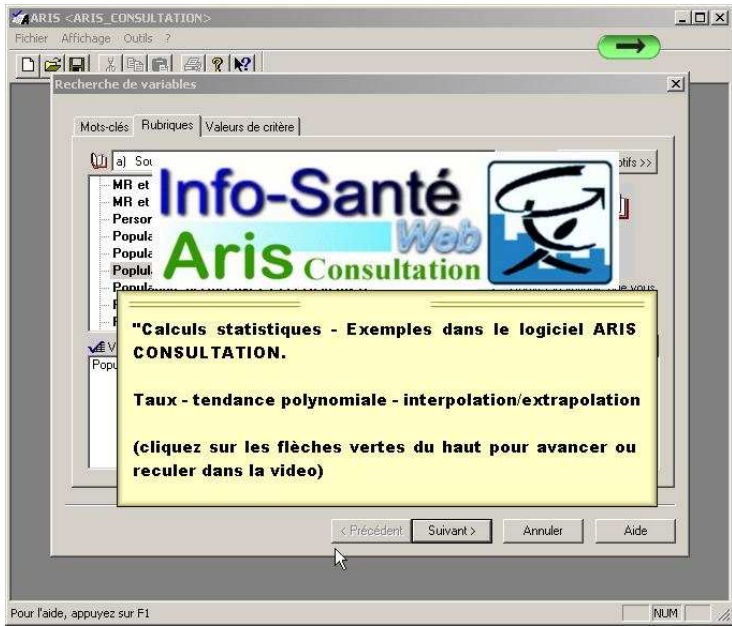 ARIS <ARIS_CONSULTATION>
Fichier Affichage Outils ?
Recherche de variables
Mots-clés Rubriques Valeurs de critère
a) Sou
otifs >>
MR et
MR et
Person
Popula
Popula
Poplul
Info-Santé
Web
Aris Consultation
"Calculs statistiques - Exemples dans le logiciel ARIS
CONSULTATION.
Taux - tendance polynomiale - interpolation/extrapolation
(cliquez sur les flèches vertes du haut pour avancer ou
reculer dans la video)
V
Popu
< Précédent Suivant > Annuler Aide
Pour l'aide, appuyez sur F1
NUM